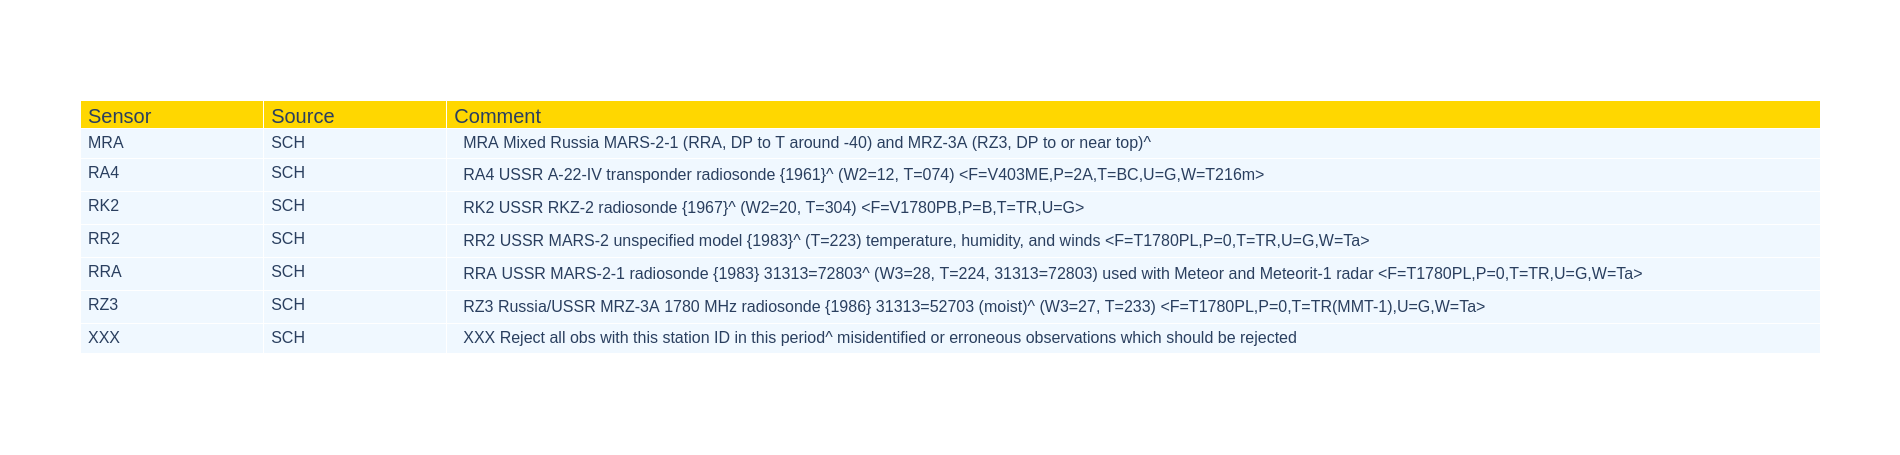 Sensor Source Comment
MRA SCH MRA Mixed Russia MARS-2-1 (RRA, DP to T around -40) and MRZ-3A (RZ3, DP to or near top)^
RA4 SCH RA4 USSR A-22-IV transponder radiosonde {1961}^ (W2=12, T=074) <F=V403ME,P=2A,T=BC,U=G,W=T216m>
RK2 SCH RK2 USSR RKZ-2 radiosonde {1967}^ (W2=20, T=304) <F=V1780PB,P=B,T=TR,U=G>
RR2 SCH RR2 USSR MARS-2 unspecified model {1983}^ (T=223) temperature, humidity, and winds <F=T1780PL,P=0,T=TR,U=G,W=Ta>
RRA SCH RRA USSR MARS-2-1 radiosonde {1983} 31313=72803^ (W3=28, T=224, 31313=72803) used with Meteor and Meteorit-1 radar <F=T1780PL,P=0,T=TR,U=G,W=Ta>
RZ3 SCH RZ3 Russia/USSR MRZ-3A 1780 MHz radiosonde {1986} 31313=52703 (moist)^ (W3=27, T=233) <F=T1780PL,P=0,T=TR(MMT-1),U=G,W=Ta>
XXX SCH XXX Reject all obs with this station ID in this period^ misidentified or erroneous observations which should be rejected